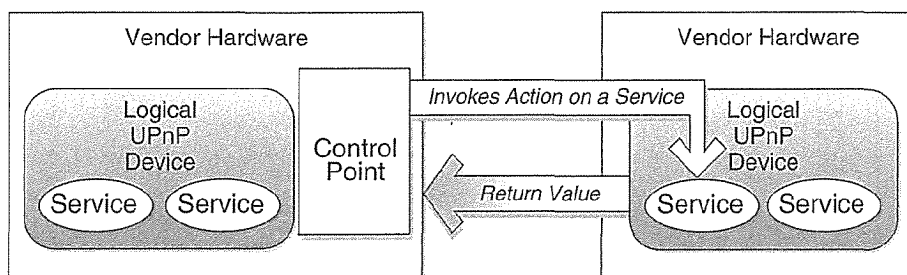 Vendor Hardware
Logical
UPnP
Device
Service
Service
Control
Point
Invokes Action on a Service
Return Value
Vendor Hardware
Logical
UPnP
Device
Service
Service